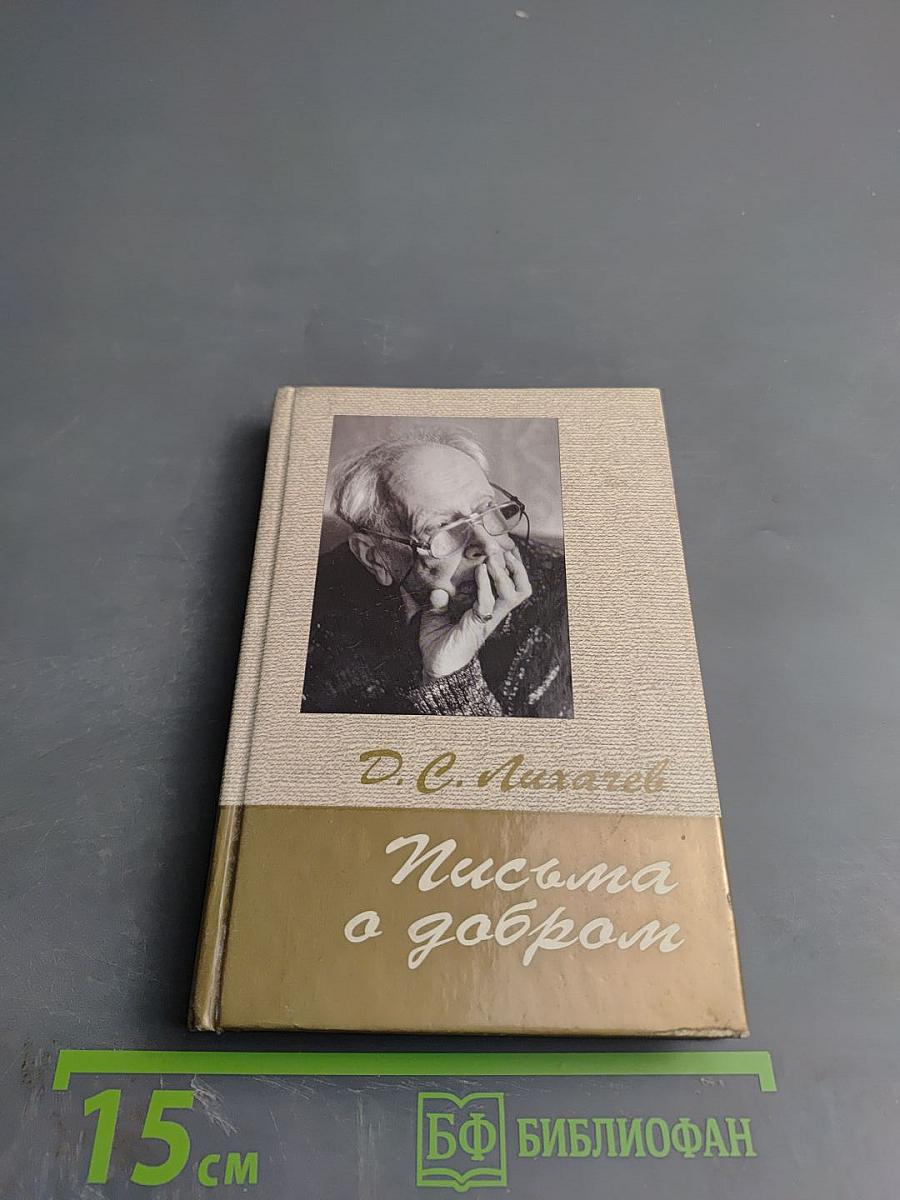 Д. С. Лихачев
Письма
о добром
15 см
БФ БИБЛИОФАН